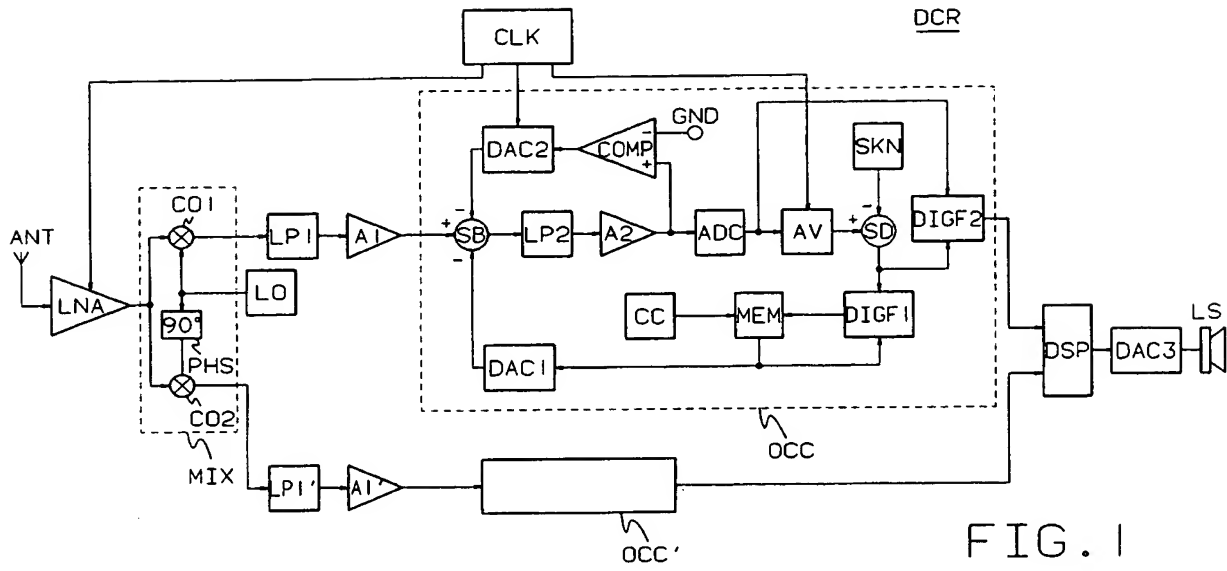 DCR
CLK
GND
DAC2
COMP
-
+
SKN
CO1
-
+
-
DIGF2
ANT
LP1
A1
+
SB
LP2
A2
ADC
AV
SD
LNA
LO
-
90°
CC
MEM
DIGF1
LS
PHS
DAC1
DSP
DAC3
CO2
OCC
MIX
LP1'
A1'
OCC'
FIG. 1